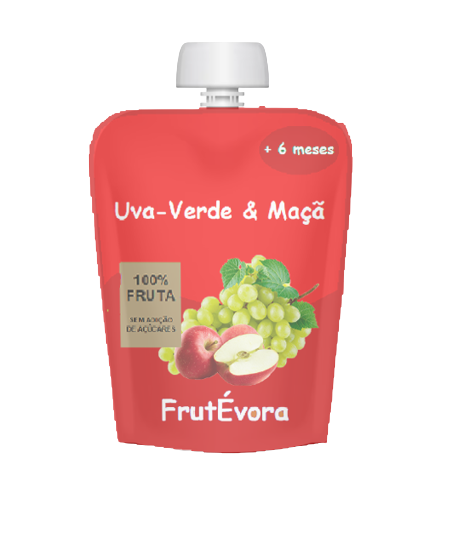 + 6 meses
Uva-Verde & Maçã
100%
FRUTA
SEM ADIÇÃO
DE AÇÚCARES
FrutÉvora